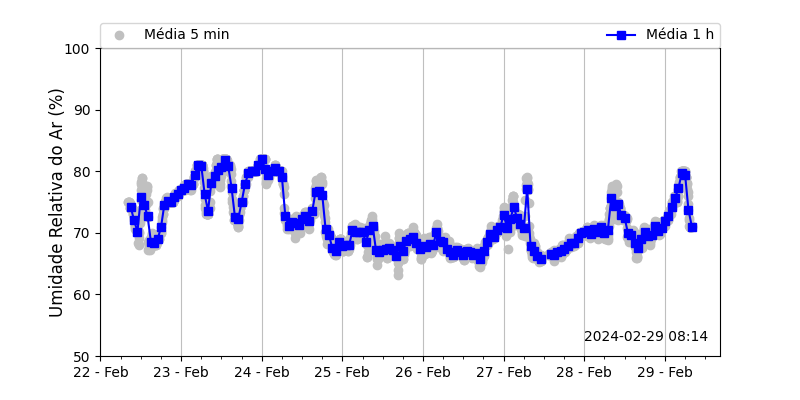 Média 5 min
Média 1 h
Umidade Relativa do Ar (%)
100
90
80
70
60
50
2024-02-29 08:14
22 - Feb
23 - Feb
24 - Feb
25 - Feb
26 - Feb
27 - Feb
28 - Feb
29 - Feb